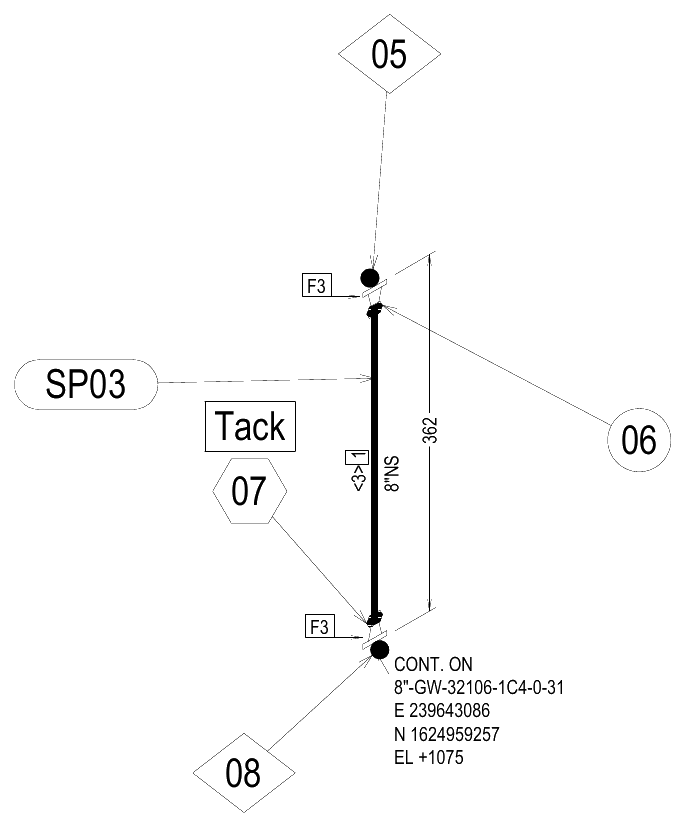 05
F3
SP03
Tack
06
362
<3> 1
8"NS
07
F3
CONT. ON
8"-GW-32106-1C4-0-31
E 239643086
N 1624959257
EL +1075
08